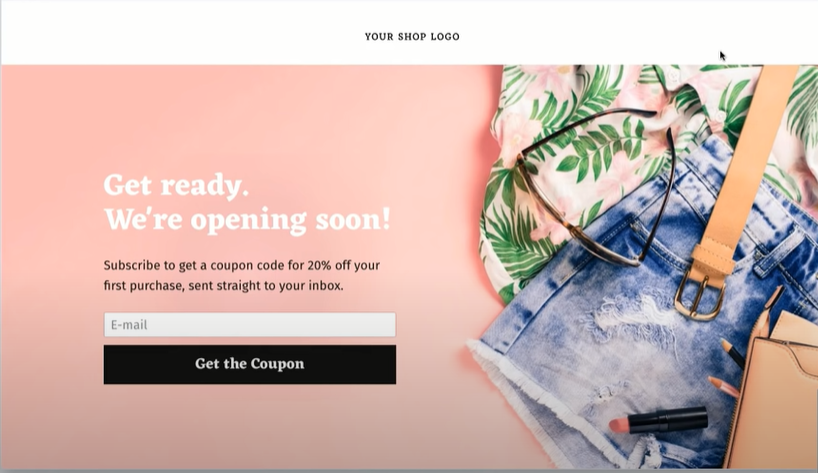 YOUR SHOP LOGO
Get ready.
We're opening soon!
Subscribe to get a coupon code for 20% off your
first purchase, sent straight to your inbox.
E-mail
Get the Coupon